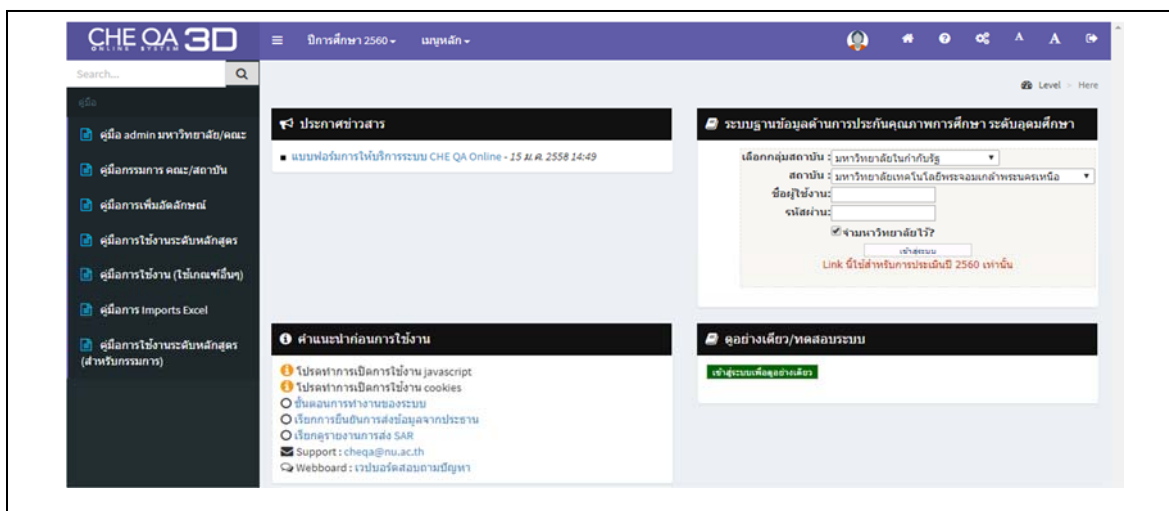 CHE QA 3D
ONLINE SYSTEM
ปีการศึกษา 2560
เมนูหลัก
A A
Search...
Level > Here
คู่มือ
คู่มือ admin มหาวิทยาลัย/คณะ
คู่มือกรรมการ คณะ/สถาบัน
คู่มือการเพิ่มอัตลักษณ์
คู่มือการใช้งานระดับหลักสูตร
คู่มือการใช้งาน (ใช้เกณฑ์อื่นๆ)
คู่มือการ Imports Excel
คู่มือการใช้งานระดับหลักสูตร
(สำหรับกรรมการ)
ประกาศข่าวสาร
แบบฟอร์มการให้บริการระบบ CHE QA Online - 15 ม.ค. 2558 14:49
ระบบฐานข้อมูลด้านการประกันคุณภาพการศึกษา ระดับอุดมศึกษา
เลือกกลุ่มสถาบัน : มหาวิทยาลัยในกำกับรัฐ
สถาบัน : มหาวิทยาลัยเทคโนโลยีพระจอมเกล้าพระนครเหนือ
ชื่อผู้ใช้งาน:
รหัสผ่าน:
จำมหาวิทยาลัยไว้?
เข้าสู่ระบบ
Link นี้ใช้สำหรับการประเมินปี 2560 เท่านั้น
คำแนะนำก่อนการใช้งาน
โปรดทำการเปิดการใช้งาน javascript
โปรดทำการเปิดการใช้งาน cookies
ขั้นตอนการทำงานของระบบ
เรียกการยืนยันการส่งข้อมูลจากประธาน
เรียกดูรายงานการส่ง SAR
Support : cheqa@nu.ac.th
Webboard : เวปบอร์ดสอบถามปัญหา
ดูอย่างเดียว/ทดสอบระบบ
เข้าสู่ระบบเพื่อดูอย่างเดียว